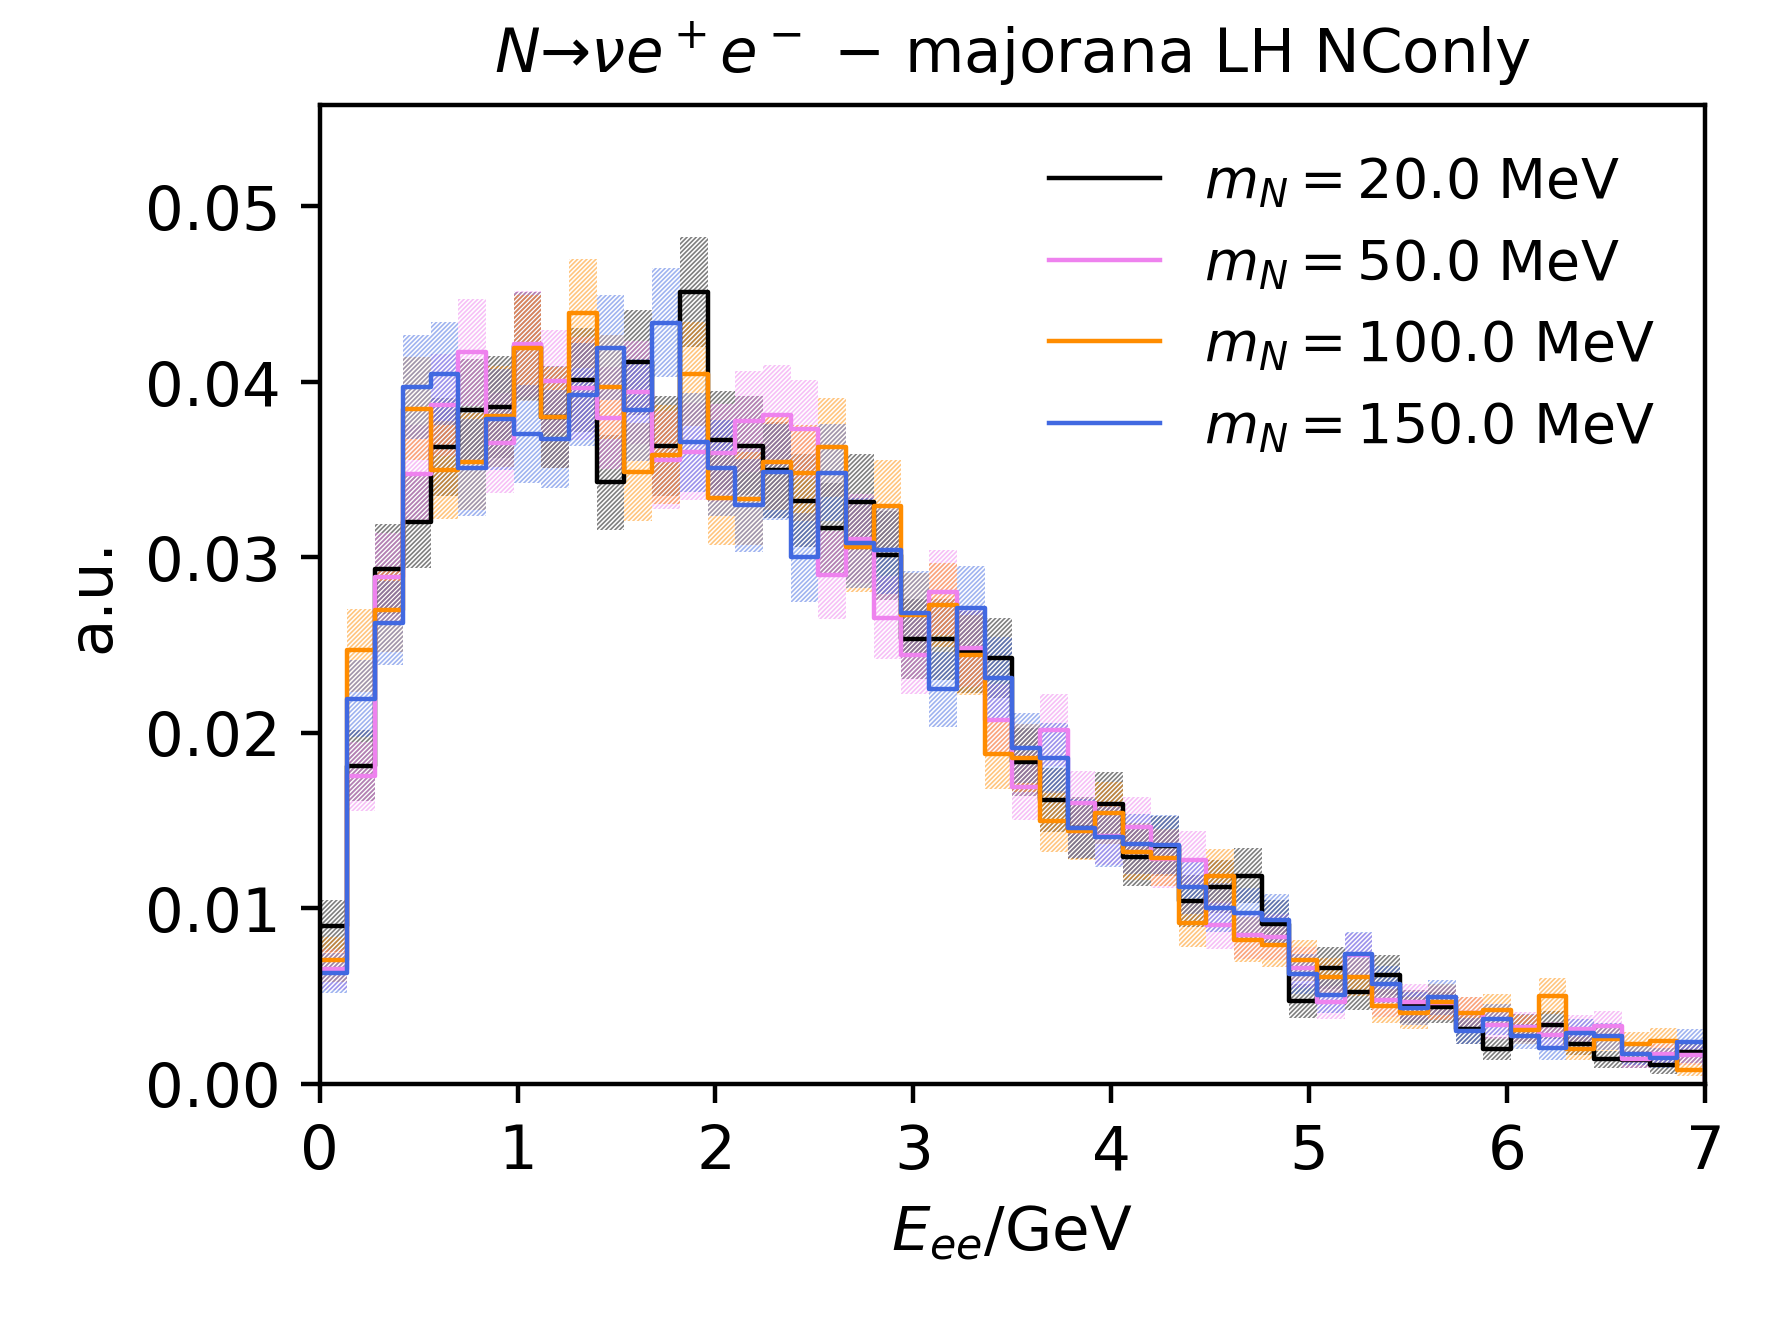 N→νe⁺e⁻ − majorana LH NConly
m_N = 20.0 MeV
m_N = 50.0 MeV
m_N = 100.0 MeV
m_N = 150.0 MeV
a.u.
0.05
0.04
0.03
0.02
0.01
0.00
0 1 2 3 4 5 6 7
E_ee/GeV